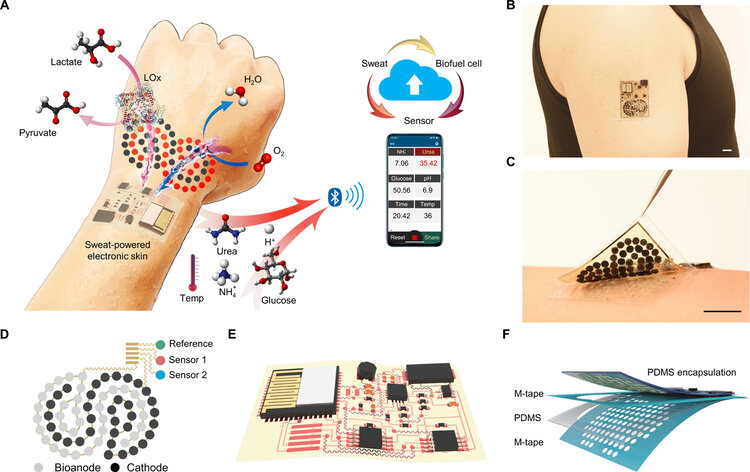 A
Lactate
LOx
Pyruvate
H₂O
O₂
Sweat-powered
electronic skin
Temp
Urea
NH₄⁺
H⁺
Glucose
Sweat
Biofuel cell
Sensor
Urea
7.06
35.42
Glucose
pH
50.56
6.9
Time
Temp
20:42
36
Reset
Share
B
C
D
Reference
Sensor 1
Sensor 2
Bioanode
Cathode
E
F
PDMS encapsulation
M-tape
PDMS
M-tape